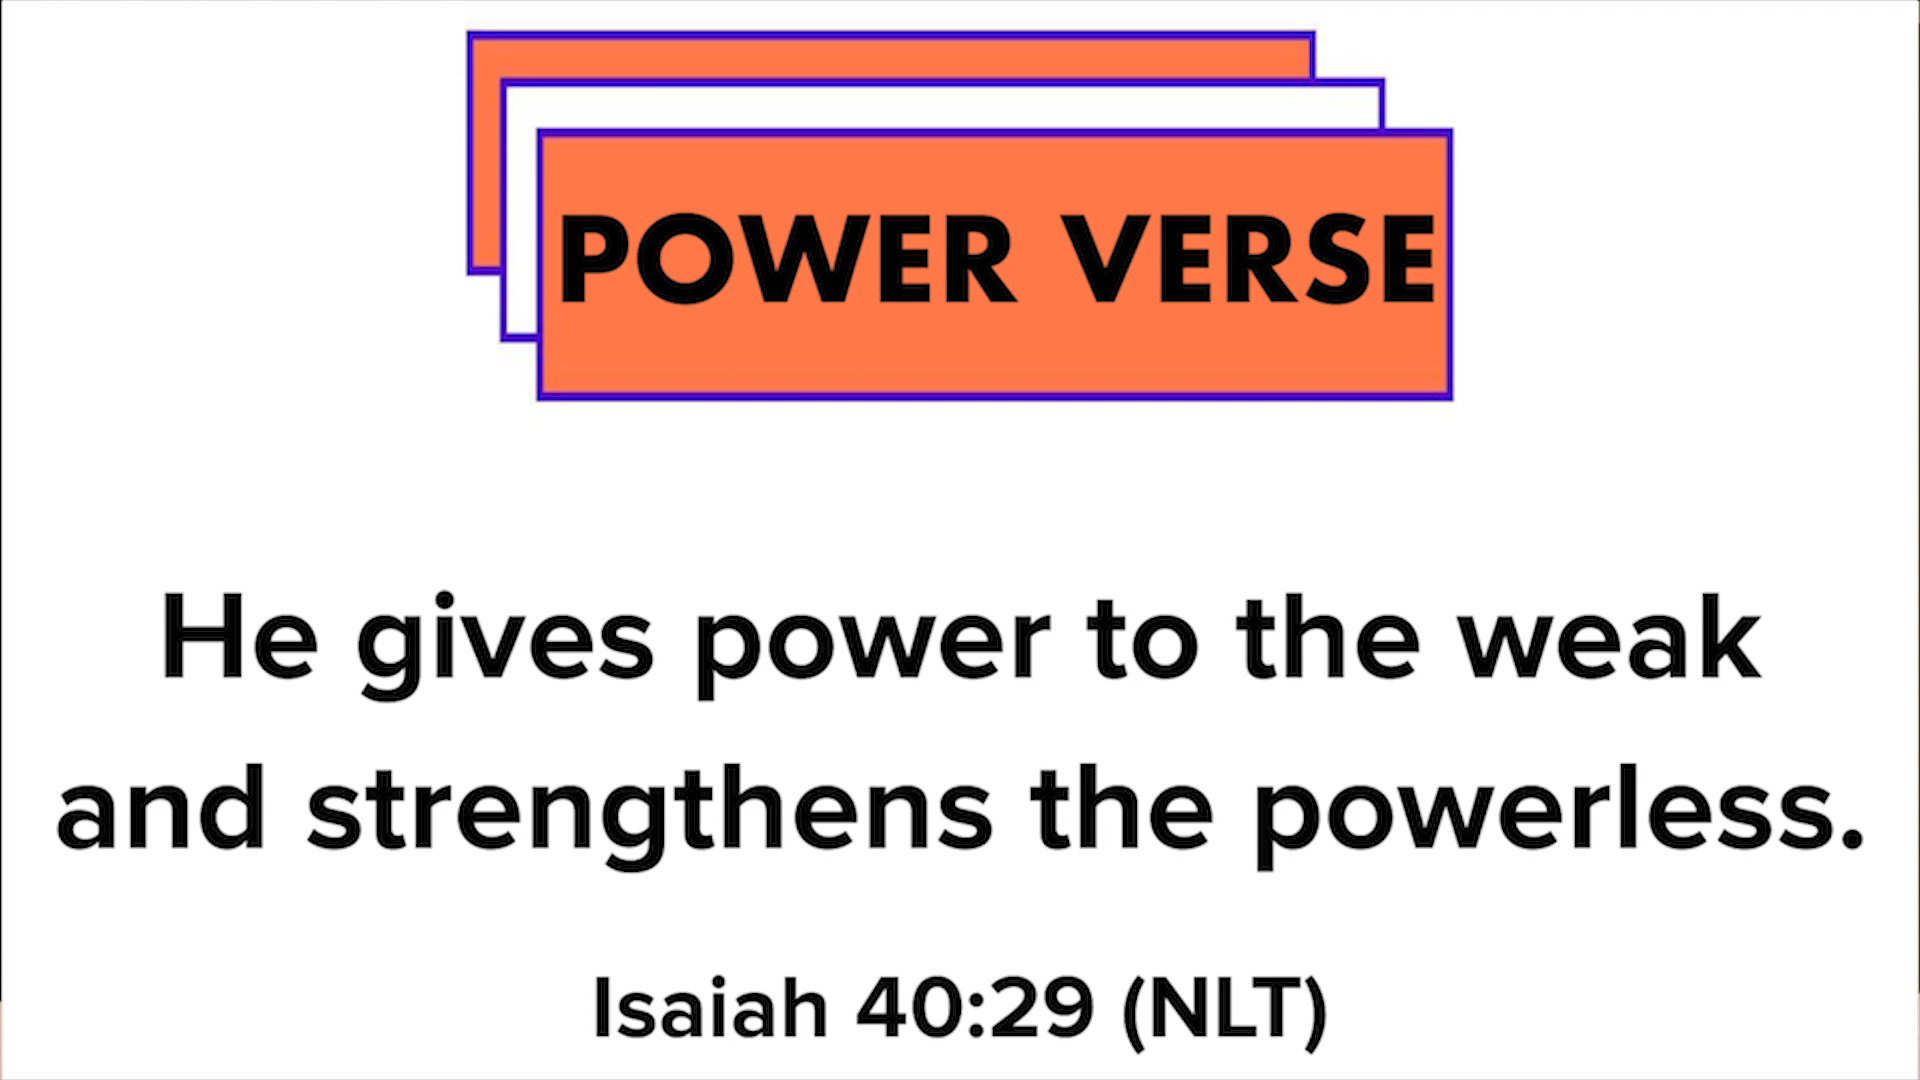 POWER VERSE
He gives power to the weak
and strengthens the powerless.
Isaiah 40:29 (NLT)